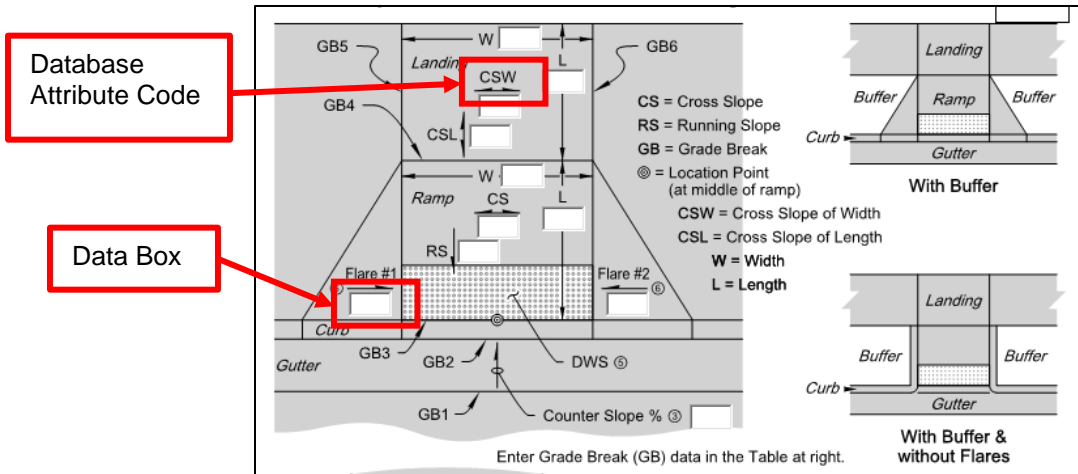 Database
Attribute Code
Data Box
GB5
W
GB6
Landing
L
CSW
GB4
CSL
W
Ramp
CS
L
RS
Flare #1
Flare #2
⑥
Curb
GB3
GB2
DWS ⑤
Gutter
GB1
Counter Slope % ③
CS = Cross Slope
RS = Running Slope
GB = Grade Break
◎ = Location Point
(at middle of ramp)
CSW = Cross Slope of Width
CSL = Cross Slope of Length
W = Width
L = Length
Enter Grade Break (GB) data in the Table at right.
Landing
Buffer
Ramp
Buffer
Curb
Gutter
With Buffer
Landing
Buffer
Buffer
Curb
Gutter
With Buffer &
without Flares